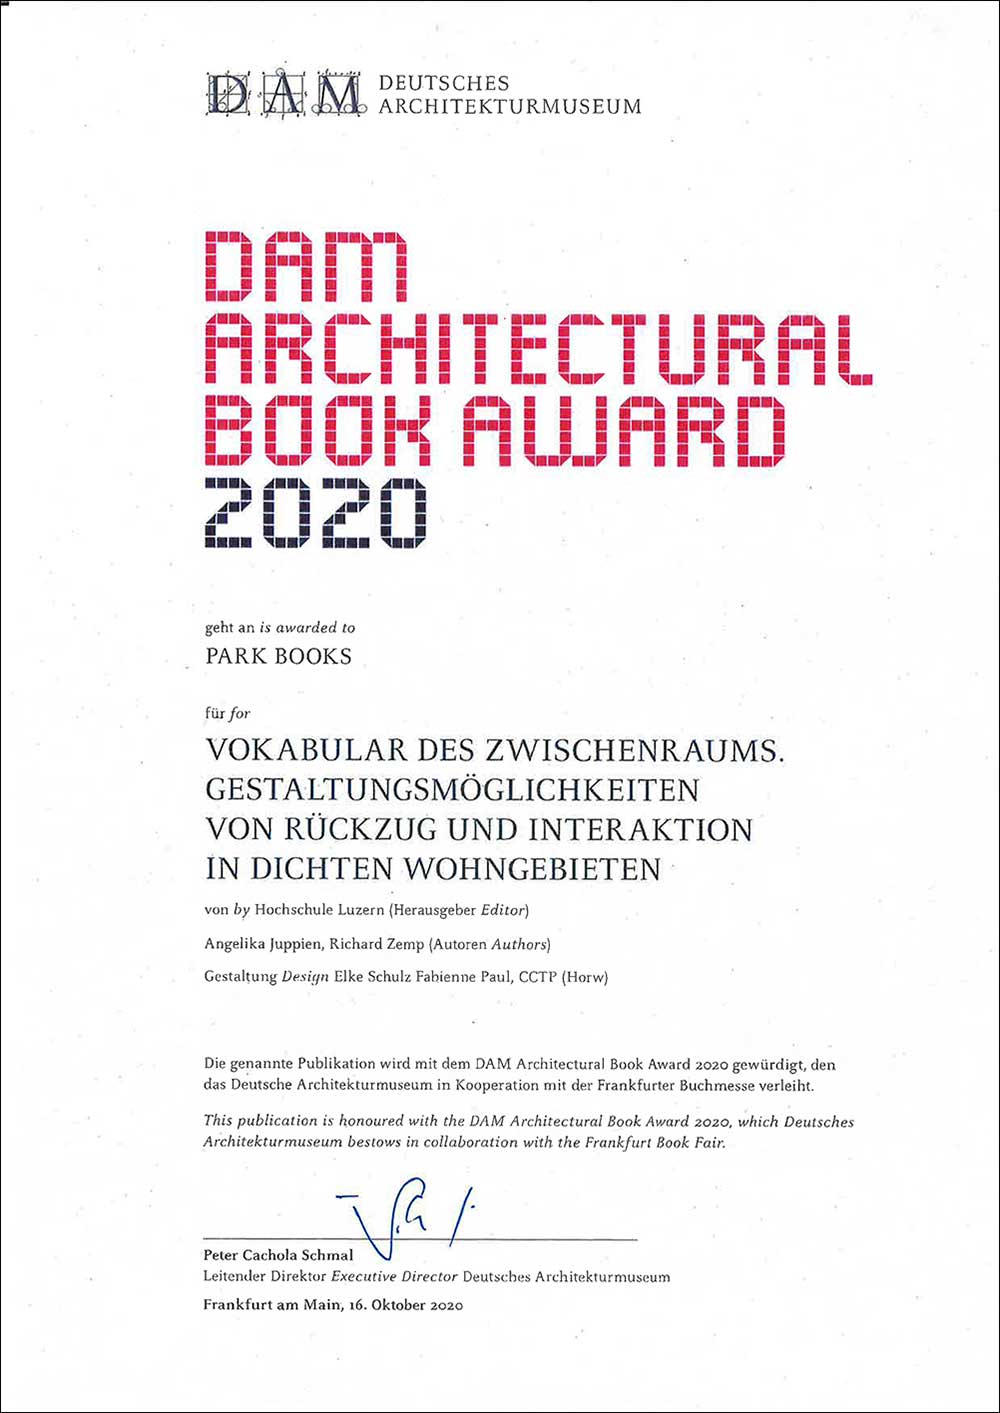 DAM DEUTSCHES
ARCHITEKTURMUSEUM
DAM
ARCHITECTURAL
BOOK AWARD
2020
geht an is awarded to
PARK BOOKS
für for
VOKABULAR DES ZWISCHENRAUMS.
GESTALTUNGSMÖGLICHKEITEN
VON RÜCKZUG UND INTERAKTION
IN DICHTEN WOHNGEBIETEN
von by Hochschule Luzern (Herausgeber Editor)
Angelika Juppien, Richard Zemp (Autoren Authors)
Gestaltung Design Elke Schulz Fabienne Paul, CCTP (Horw)
Die genannte Publikation wird mit dem DAM Architectural Book Award 2020 gewürdigt, den
das Deutsche Architekturmuseum in Kooperation mit der Frankfurter Buchmesse verleiht.
This publication is honoured with the DAM Architectural Book Award 2020, which Deutsches
Architekturmuseum bestows in collaboration with the Frankfurt Book Fair.
Peter Cachola Schmal
Leitender Direktor Executive Director Deutsches Architekturmuseum
Frankfurt am Main, 16. Oktober 2020